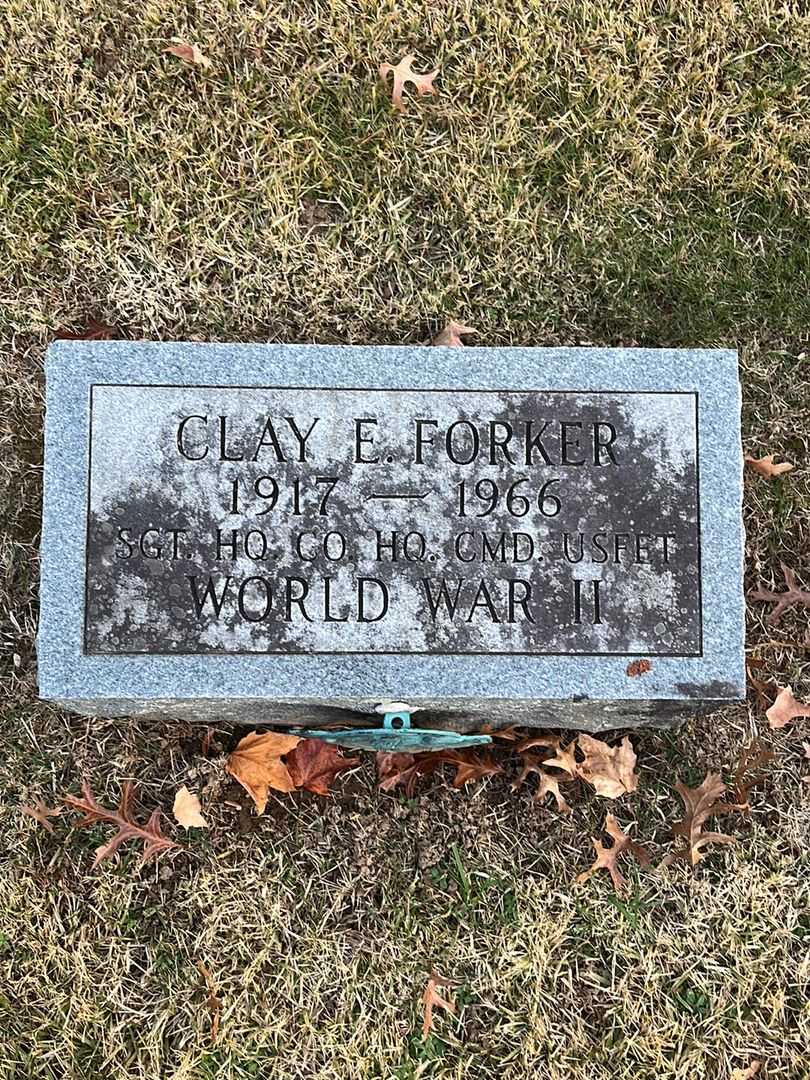 CLAY E. FORKER
1917 — 1966
SGT. HQ. CO. HQ. CMD. USFET
WORLD WAR II